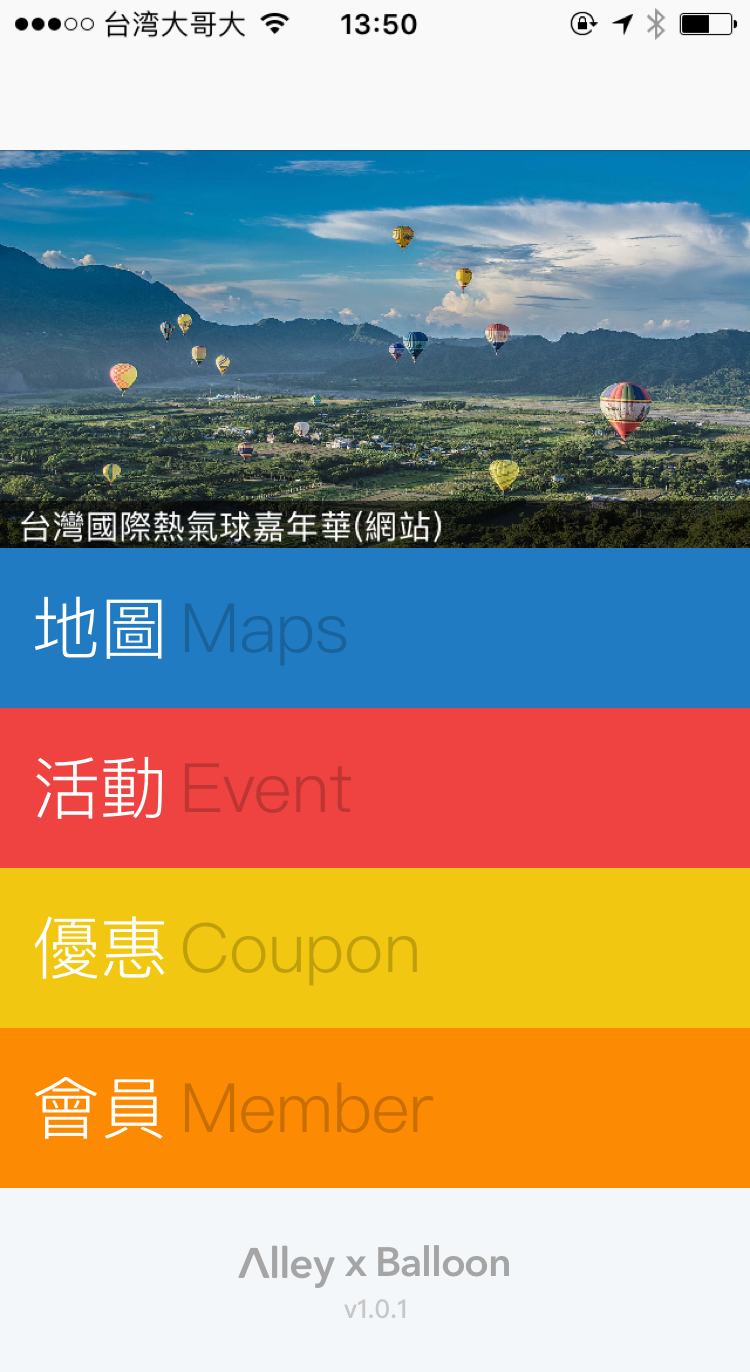 台湾大哥大 13:50
台灣國際熱氣球嘉年華(網站)
地圖 Maps
活動 Event
優惠 Coupon
會員 Member
Alley x Balloon
v1.0.1